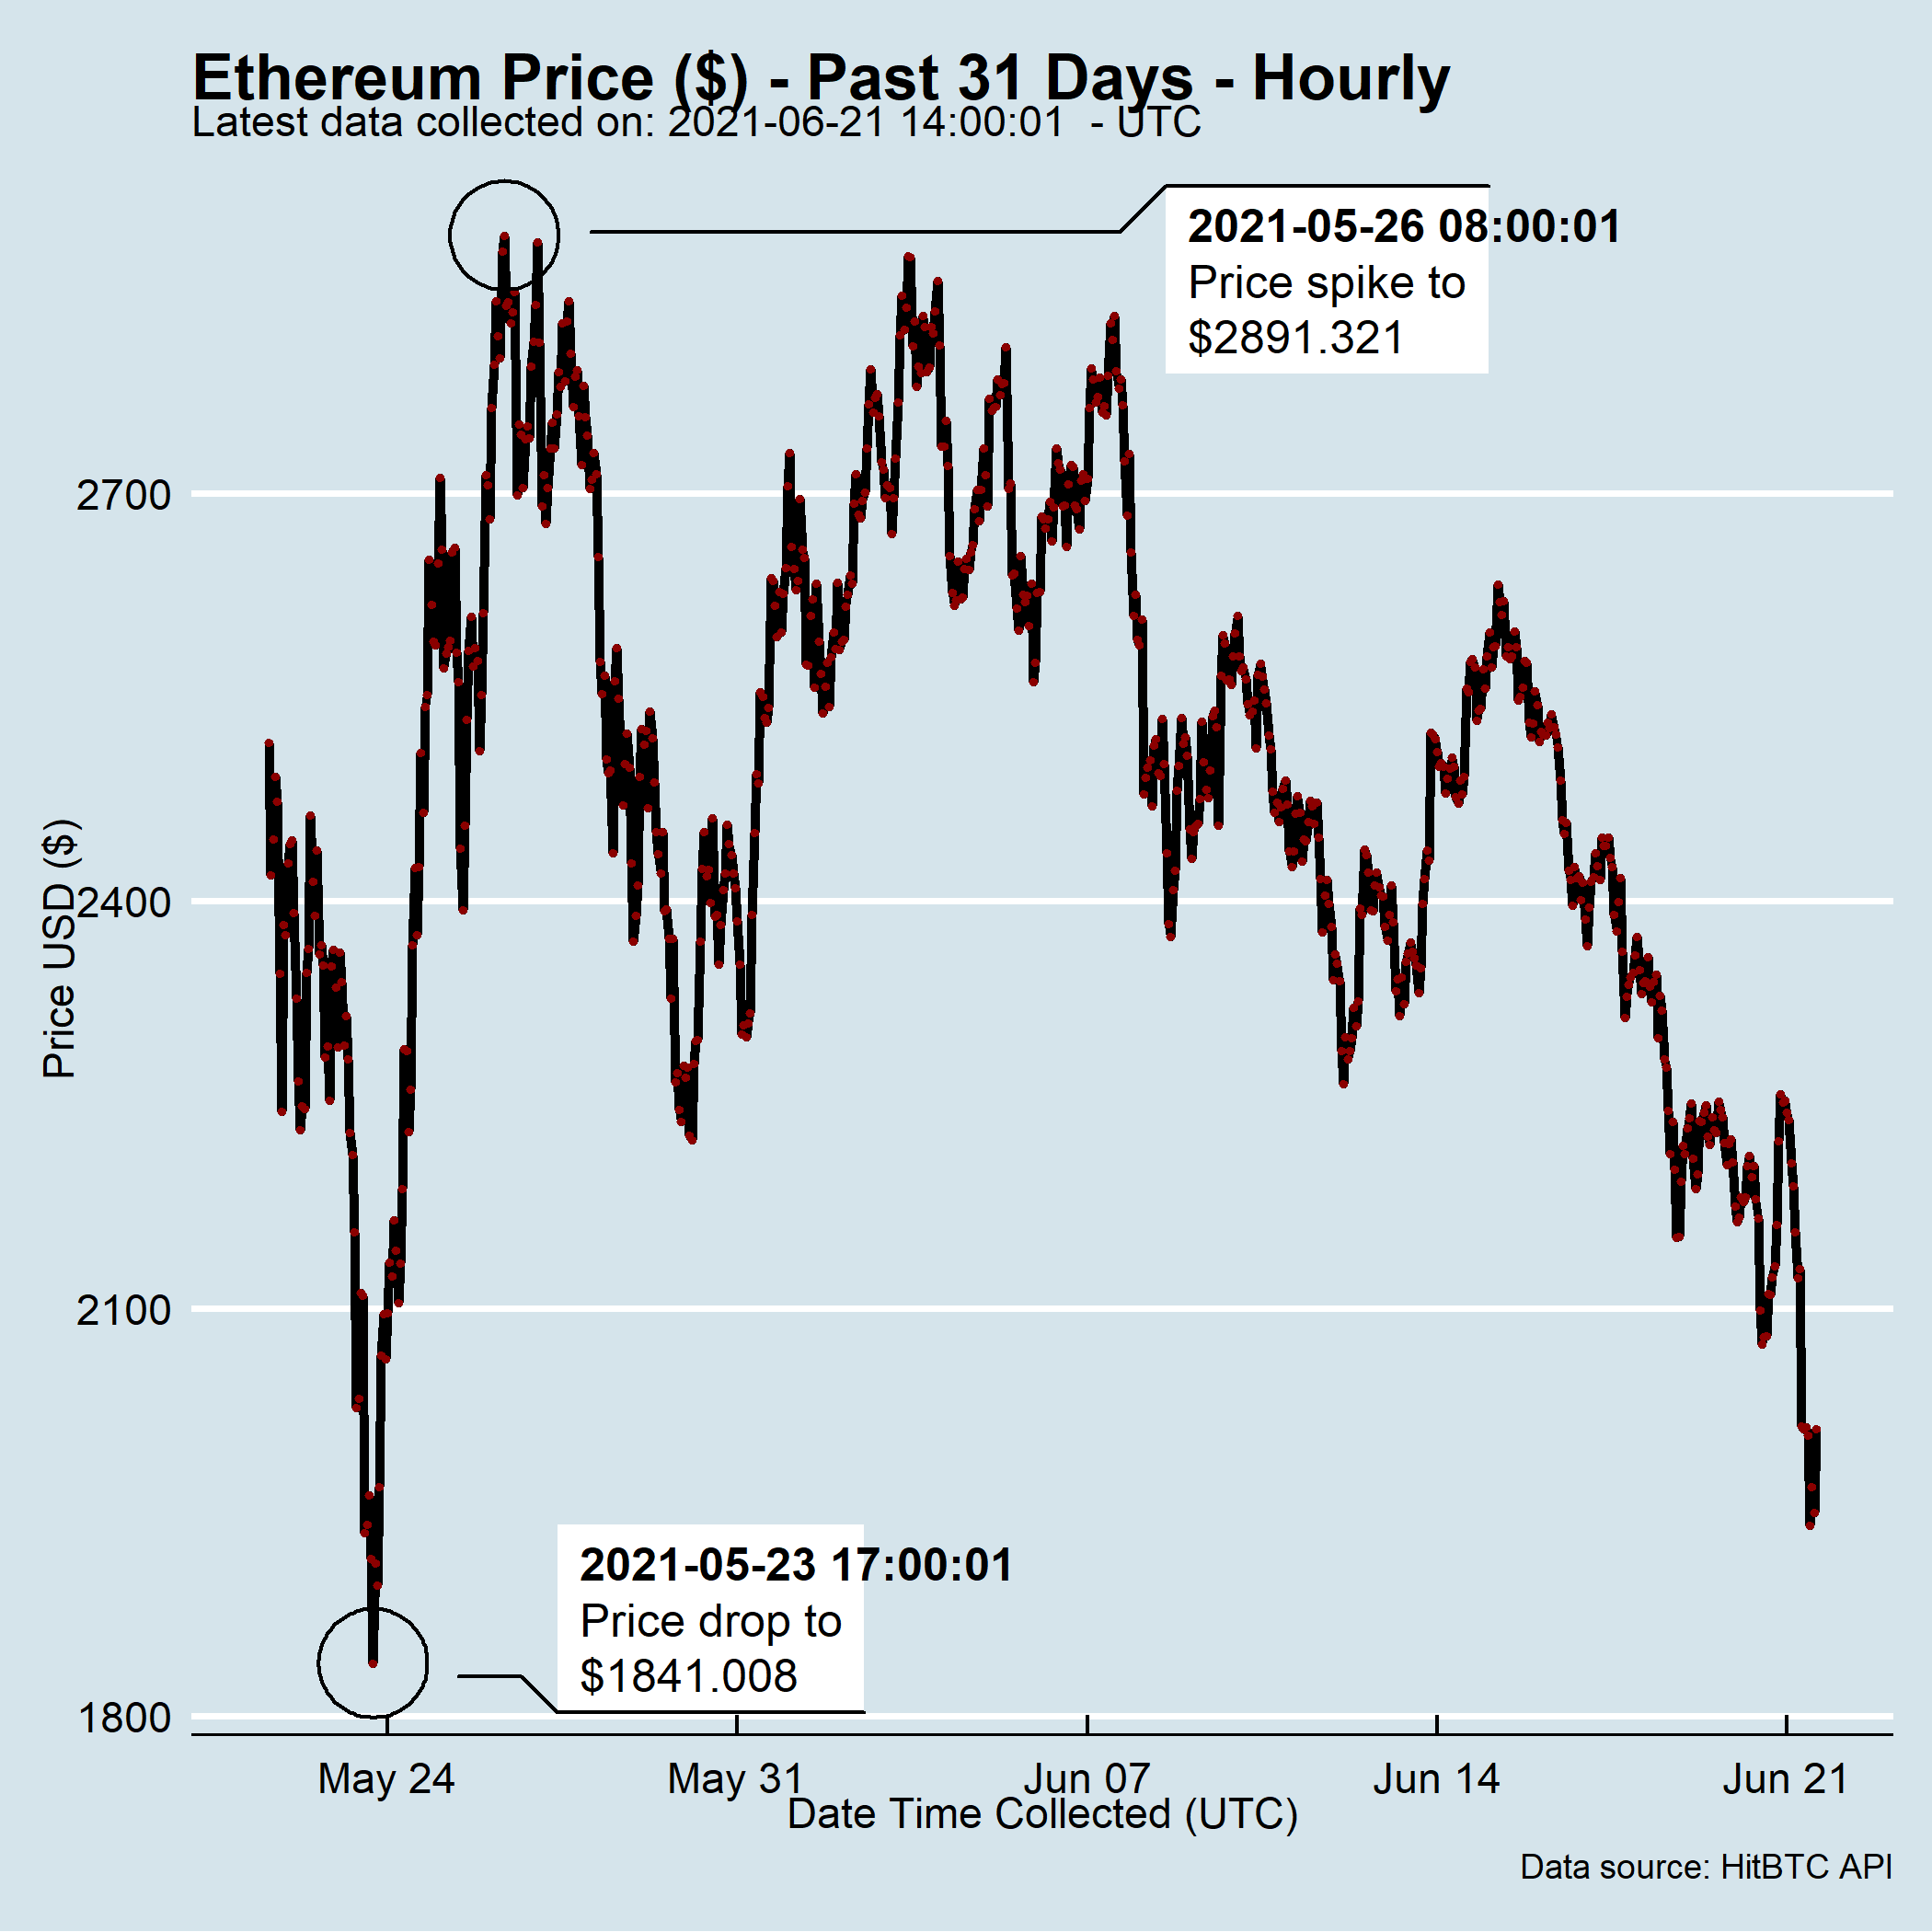 Ethereum Price ($) - Past 31 Days - Hourly
Latest data collected on: 2021-06-21 14:00:01  - UTC
2021-05-26 08:00:01
Price spike to
$2891.321
2700
2400
2100
1800
Price USD ($)
2021-05-23 17:00:01
Price drop to
$1841.008
May 24
May 31
Jun 07
Jun 14
Jun 21
Date Time Collected (UTC)
Data source: HitBTC API